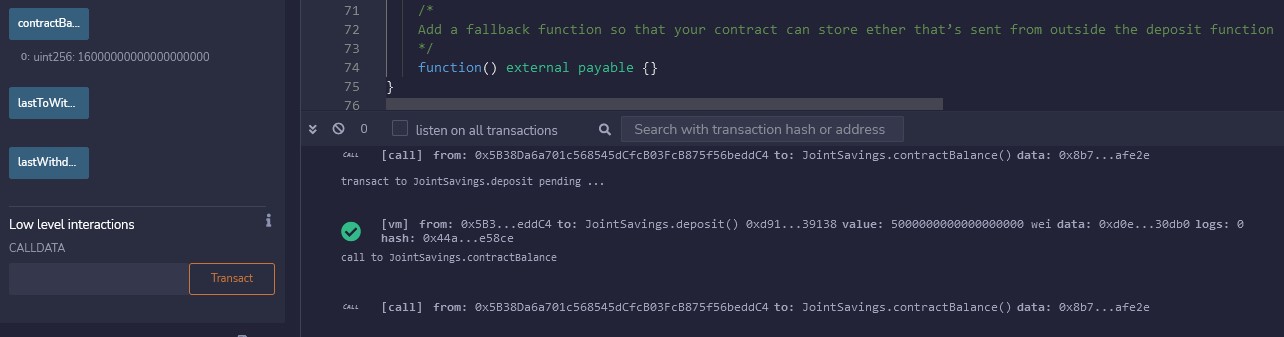 contractBa...
0: uint256: 16000000000000000000
lastToWit...
lastWithd...
Low level interactions
CALLDATA
Transact
71 /*
72 Add a fallback function so that your contract can store ether that’s sent from outside the deposit function
73 */
74 function() external payable {}
75 }
76
0 listen on all transactions Search with transaction hash or address
CALL [call] from: 0x5B38Da6a701c568545dCfcB03FcB875f56beddC4 to: JointSavings.contractBalance() data: 0x8b7...afe2e
transact to JointSavings.deposit pending ...
[vm] from: 0x5B3...eddC4 to: JointSavings.deposit() 0xd91...39138 value: 5000000000000000000 wei data: 0xd0e...30db0 logs: 0
hash: 0x44a...e58ce
call to JointSavings.contractBalance
CALL [call] from: 0x5B38Da6a701c568545dCfcB03FcB875f56beddC4 to: JointSavings.contractBalance() data: 0x8b7...afe2e